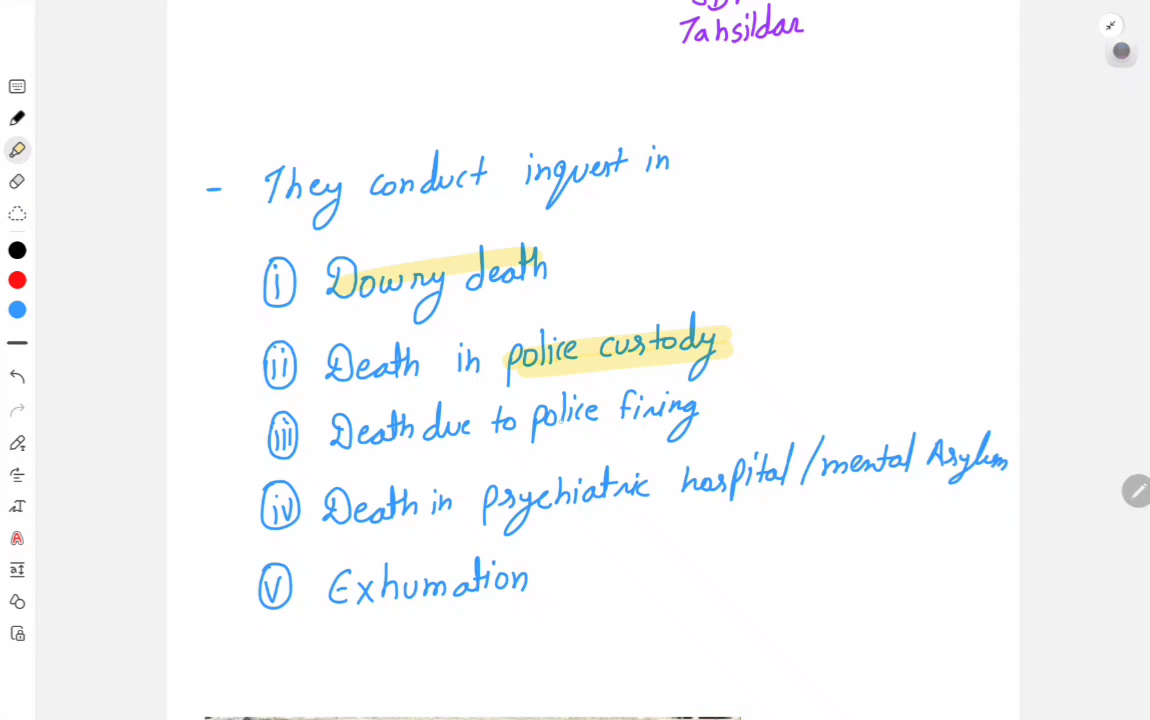 Tahsildar
- They conduct inquest in
(i) Dowry death
(ii) Death in police custody
(iii) Death due to police firing
(iv) Death in psychiatric hospital/mental Asylum
(v) Exhumation